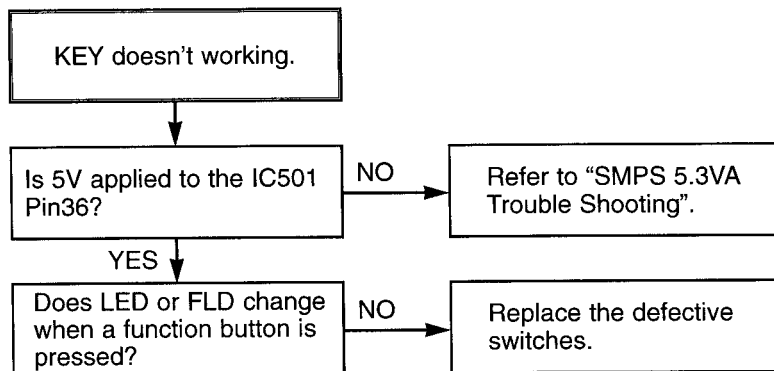 KEY doesn't working.
Is 5V applied to the IC501
Pin36?
NO
Refer to “SMPS 5.3VA
Trouble Shooting”.
YES
Does LED or FLD change
when a function button is
pressed?
NO
Replace the defective
switches.